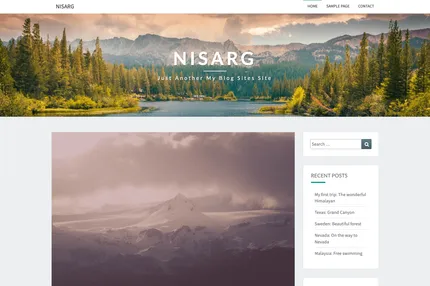 NISARG
HOME SAMPLE PAGE CONTACT
NISARG
Just Another My Blog Sites Site
Search …
RECENT POSTS
My first trip: The wonderful
Himalayan
Texas: Grand Canyon
Sweden: Beautiful forest
Nevada: On the way to
Nevada
Malaysia: Free swimming